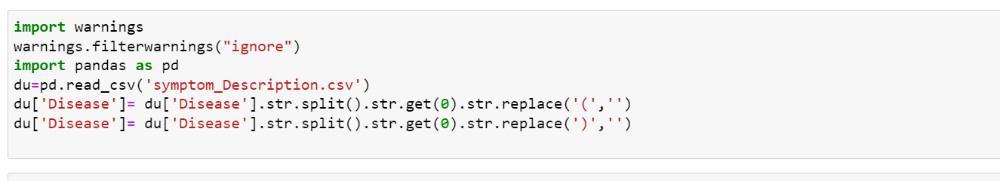 import warnings
warnings.filterwarnings("ignore")
import pandas as pd
du=pd.read_csv('symptom_Description.csv')
du['Disease']= du['Disease'].str.split().str.get(0).str.replace('(','')
du['Disease']= du['Disease'].str.split().str.get(0).str.replace(')','')